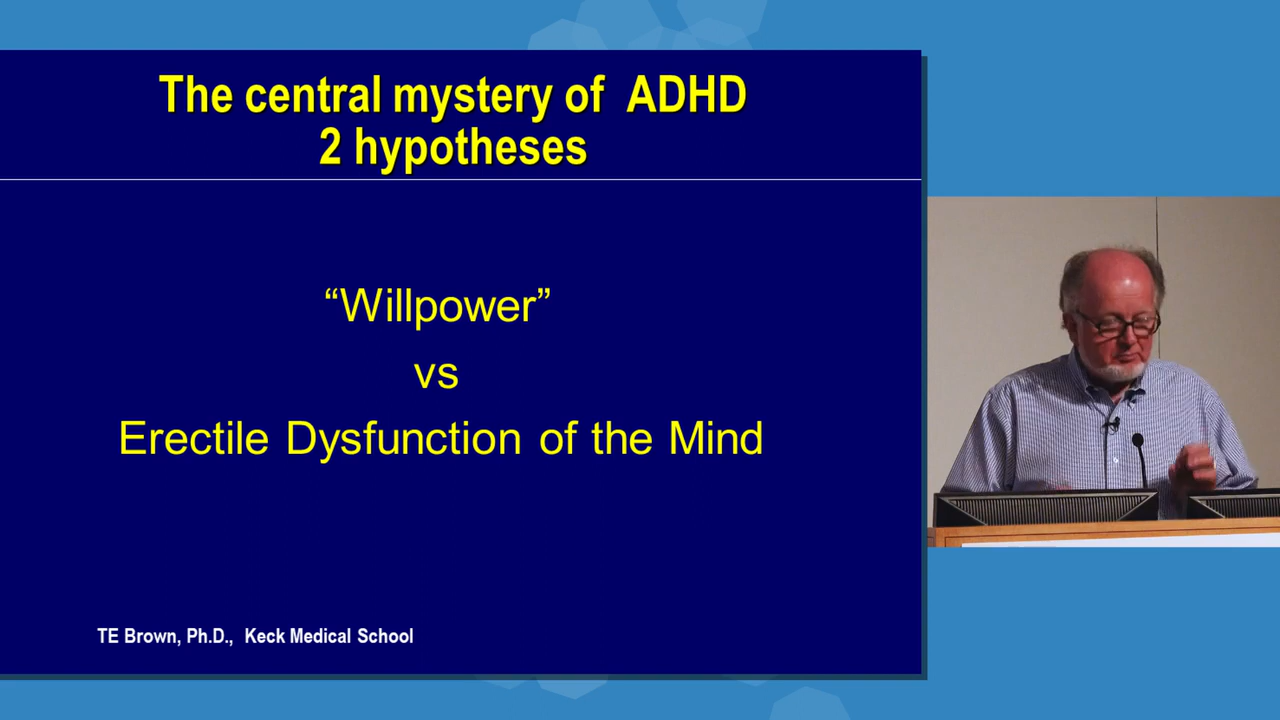 The central mystery of ADHD
2 hypotheses
“Willpower”
vs
Erectile Dysfunction of the Mind
TE Brown, Ph.D., Keck Medical School